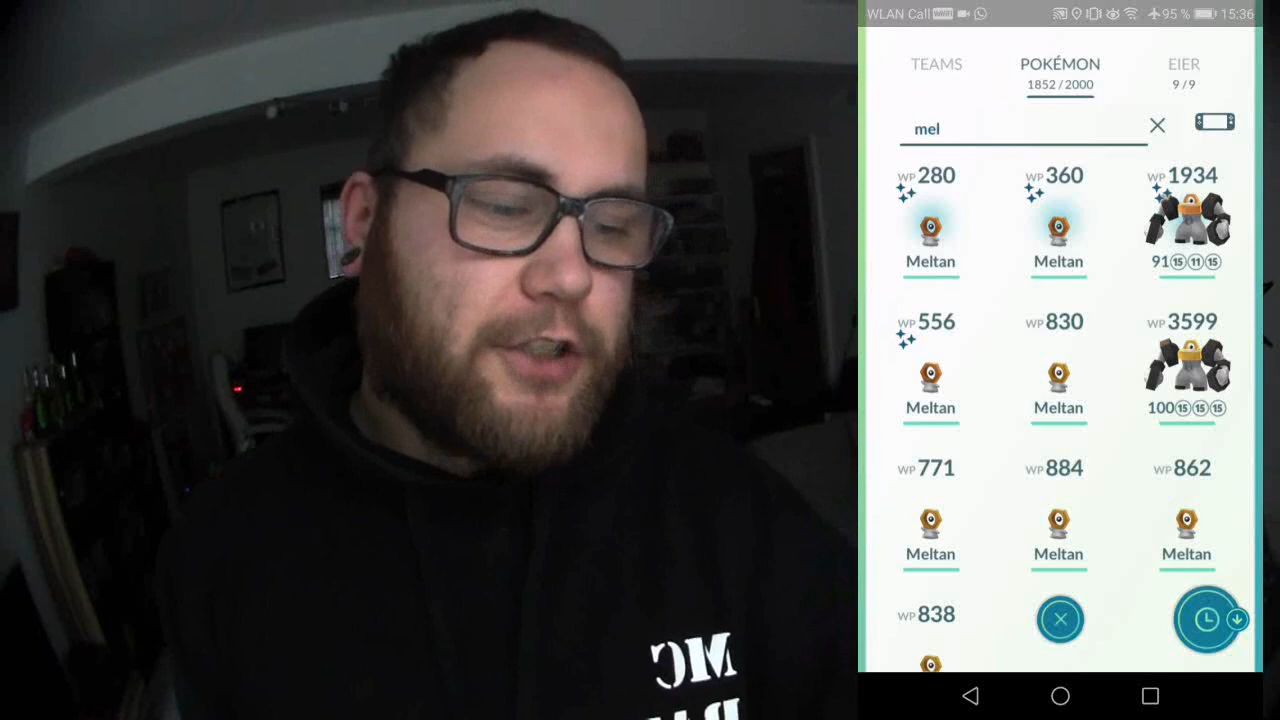 WLAN Call 95 % 15:36
TEAMS POKÉMON EIER
1852 / 2000 9 / 9
mel
WP 280 WP 360 WP 1934
Meltan Meltan 91 15 11 15
WP 556 WP 830 WP 3599
Meltan Meltan 100 15 15 15
WP 771 WP 884 WP 862
Meltan Meltan Meltan
WP 838
MC